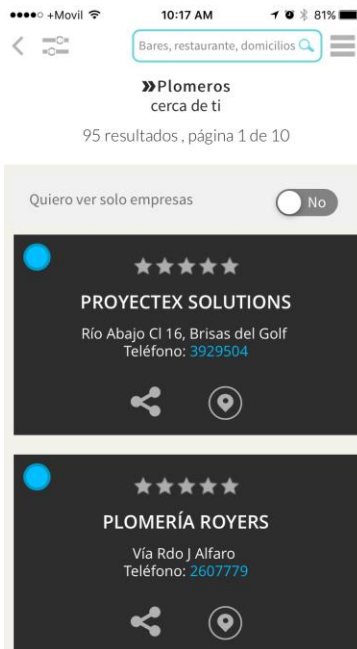 +Movil 10:17 AM 81%
Bares, restaurante, domicilios
»Plomeros
cerca de ti
95 resultados , página 1 de 10
Quiero ver solo empresas No
PROYECTEX SOLUTIONS
Río Abajo Cl 16, Brisas del Golf
Teléfono: 3929504
PLOMERÍA ROYERS
Vía Rdo J Alfaro
Teléfono: 2607779